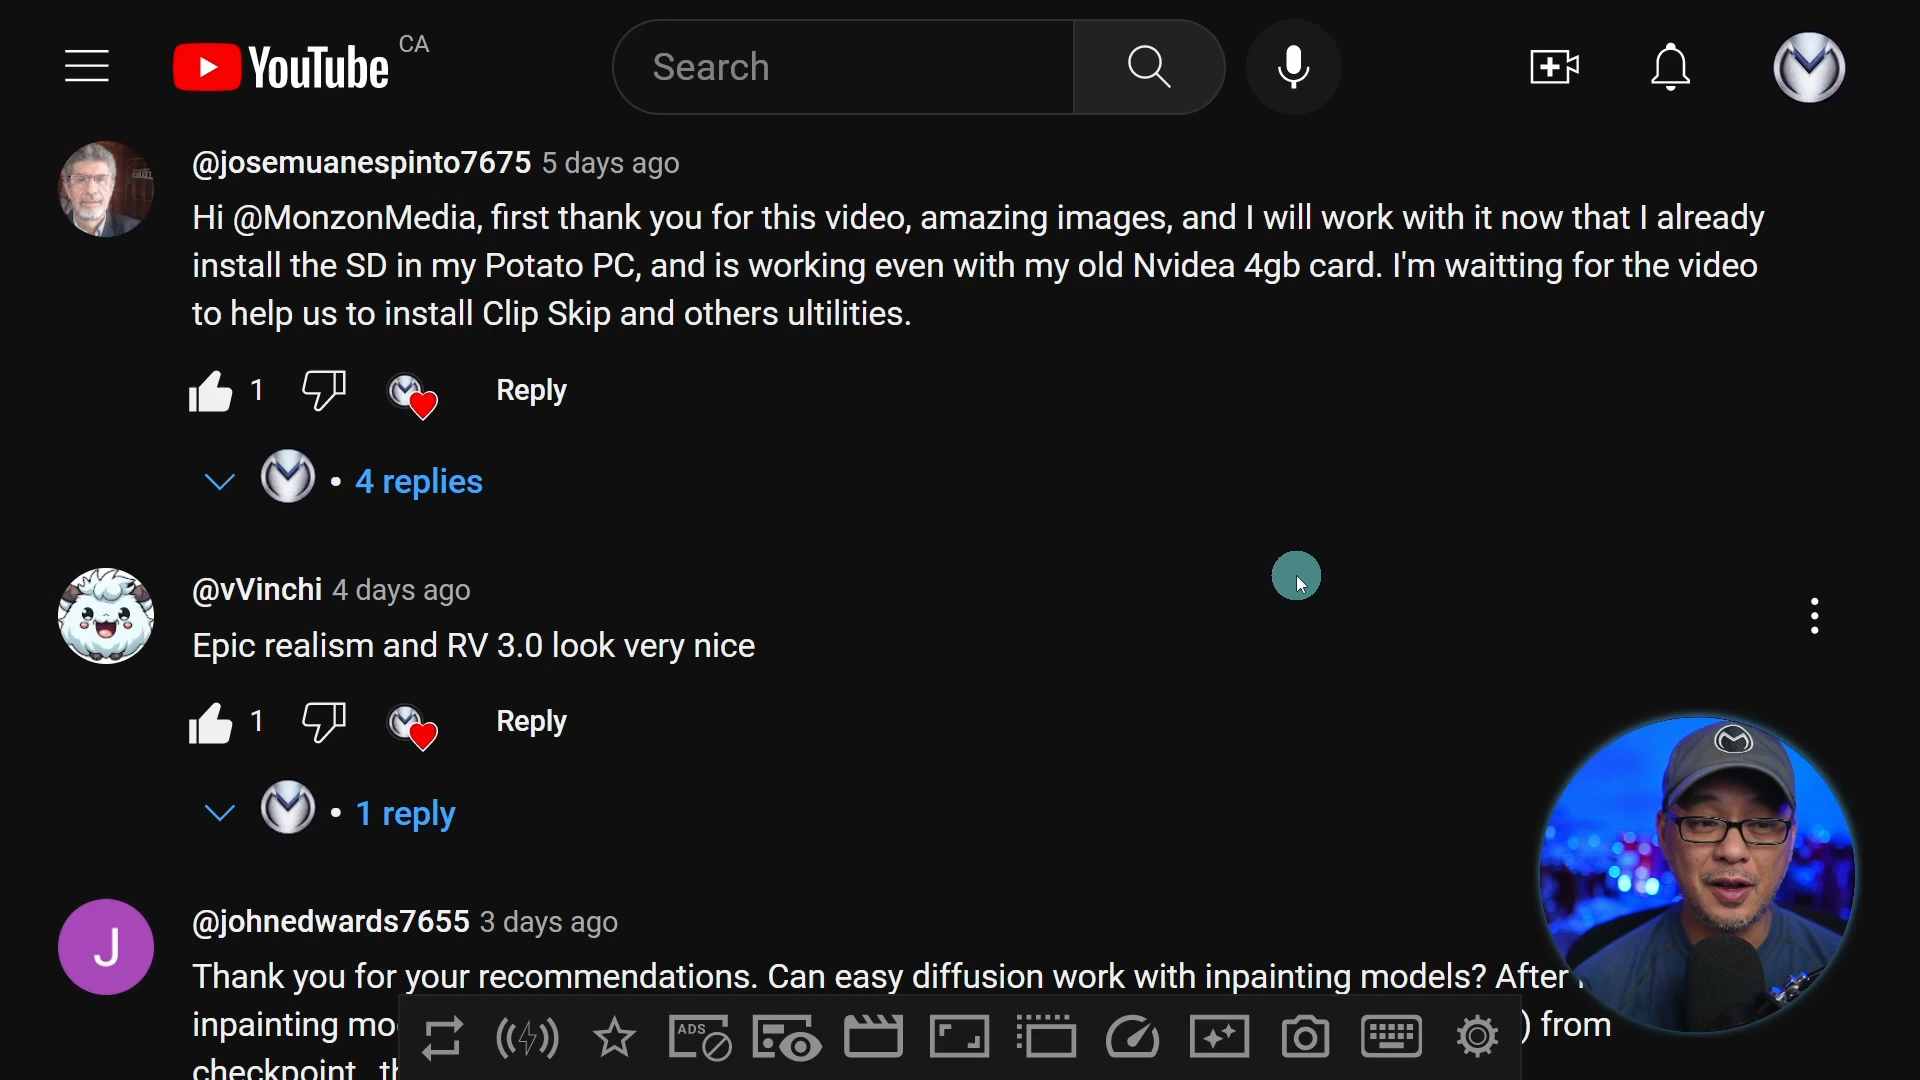 YouTube CA
Search
@josemuanespinto7675 5 days ago
Hi @MonzonMedia, first thank you for this video, amazing images, and I will work with it now that I already
install the SD in my Potato PC, and is working even with my old Nvidea 4gb card. I'm waitting for the video
to help us to install Clip Skip and others ultilities.
1 Reply
• 4 replies
@vVinchi 4 days ago
Epic realism and RV 3.0 look very nice
1 Reply
• 1 reply
J
@johnedwards7655 3 days ago
Thank you for your recommendations. Can easy diffusion work with inpainting models? After
inpainting ) from
checkpoint
ADS